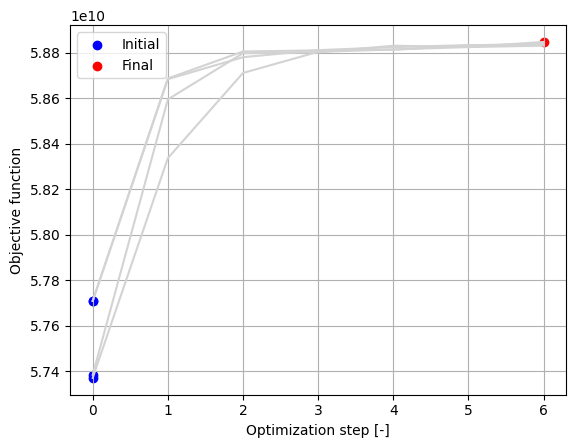 1e10
Initial
Final
5.88
5.86
5.84
5.82
5.80
5.78
5.76
5.74
Objective function
0 1 2 3 4 5 6
Optimization step [-]